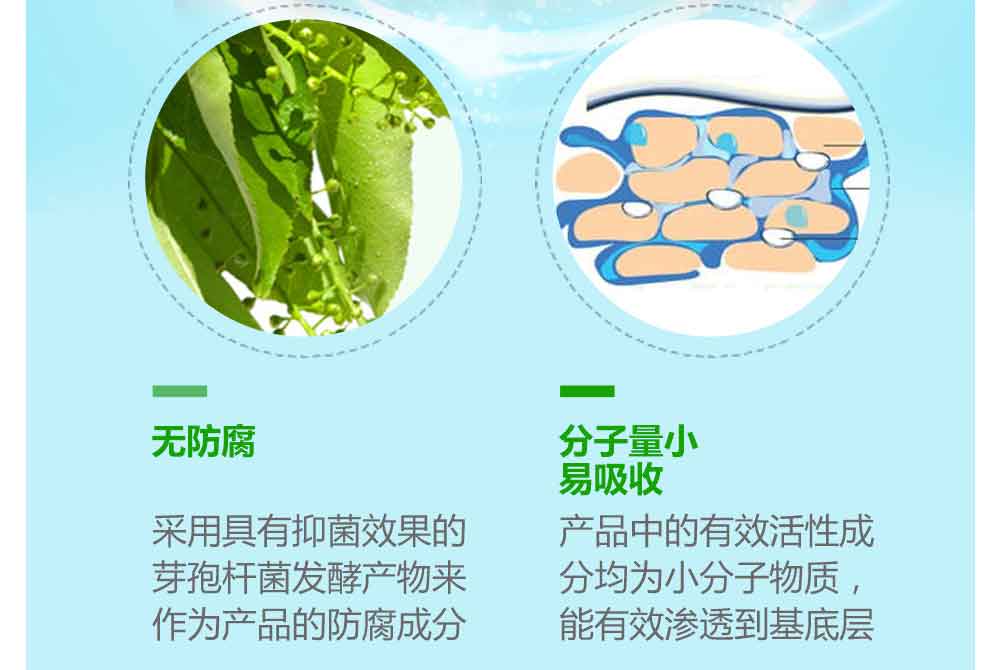 无防腐
采用具有抑菌效果的
芽孢杆菌发酵产物来
作为产品的防腐成分
分子量小
易吸收
产品中的有效活性成
分均为小分子物质，
能有效渗透到基底层